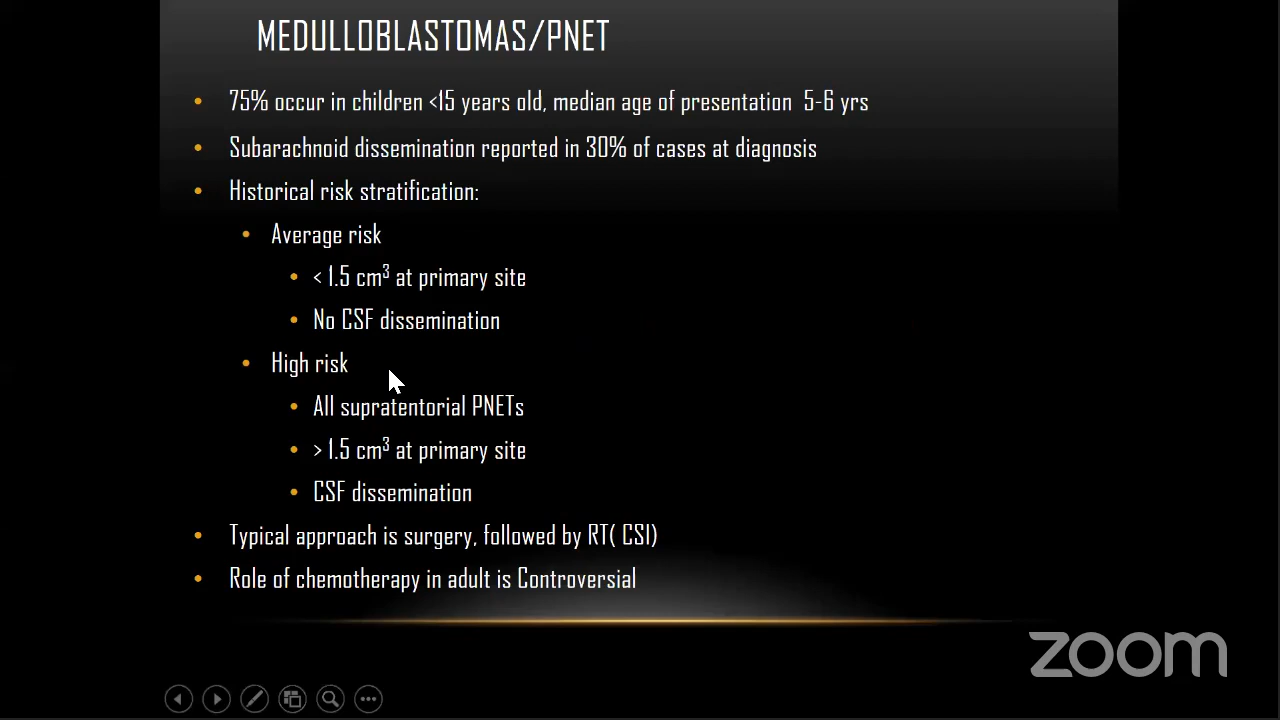 MEDULLOBLASTOMAS/PNET
• 75% occur in children <15 years old, median age of presentation 5-6 yrs
• Subarachnoid dissemination reported in 30% of cases at diagnosis
• Historical risk stratification:
• Average risk
• < 1.5 cm³ at primary site
• No CSF dissemination
• High risk
• All supratentorial PNETs
• > 1.5 cm³ at primary site
• CSF dissemination
• Typical approach is surgery, followed by RT( CSI)
• Role of chemotherapy in adult is Controversial
zoom